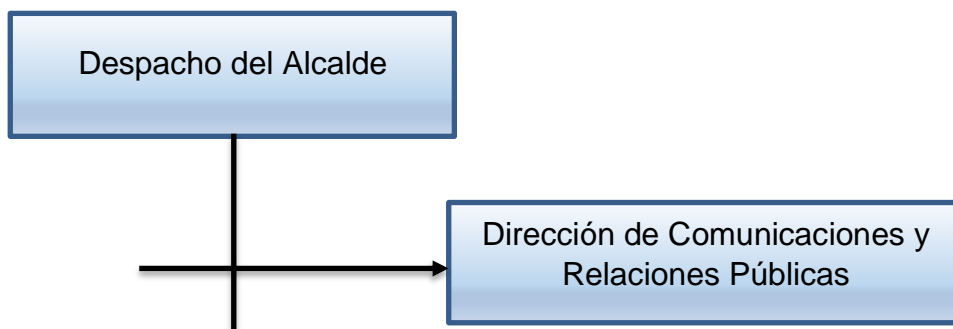 Despacho del Alcalde
Dirección de Comunicaciones y
Relaciones Públicas